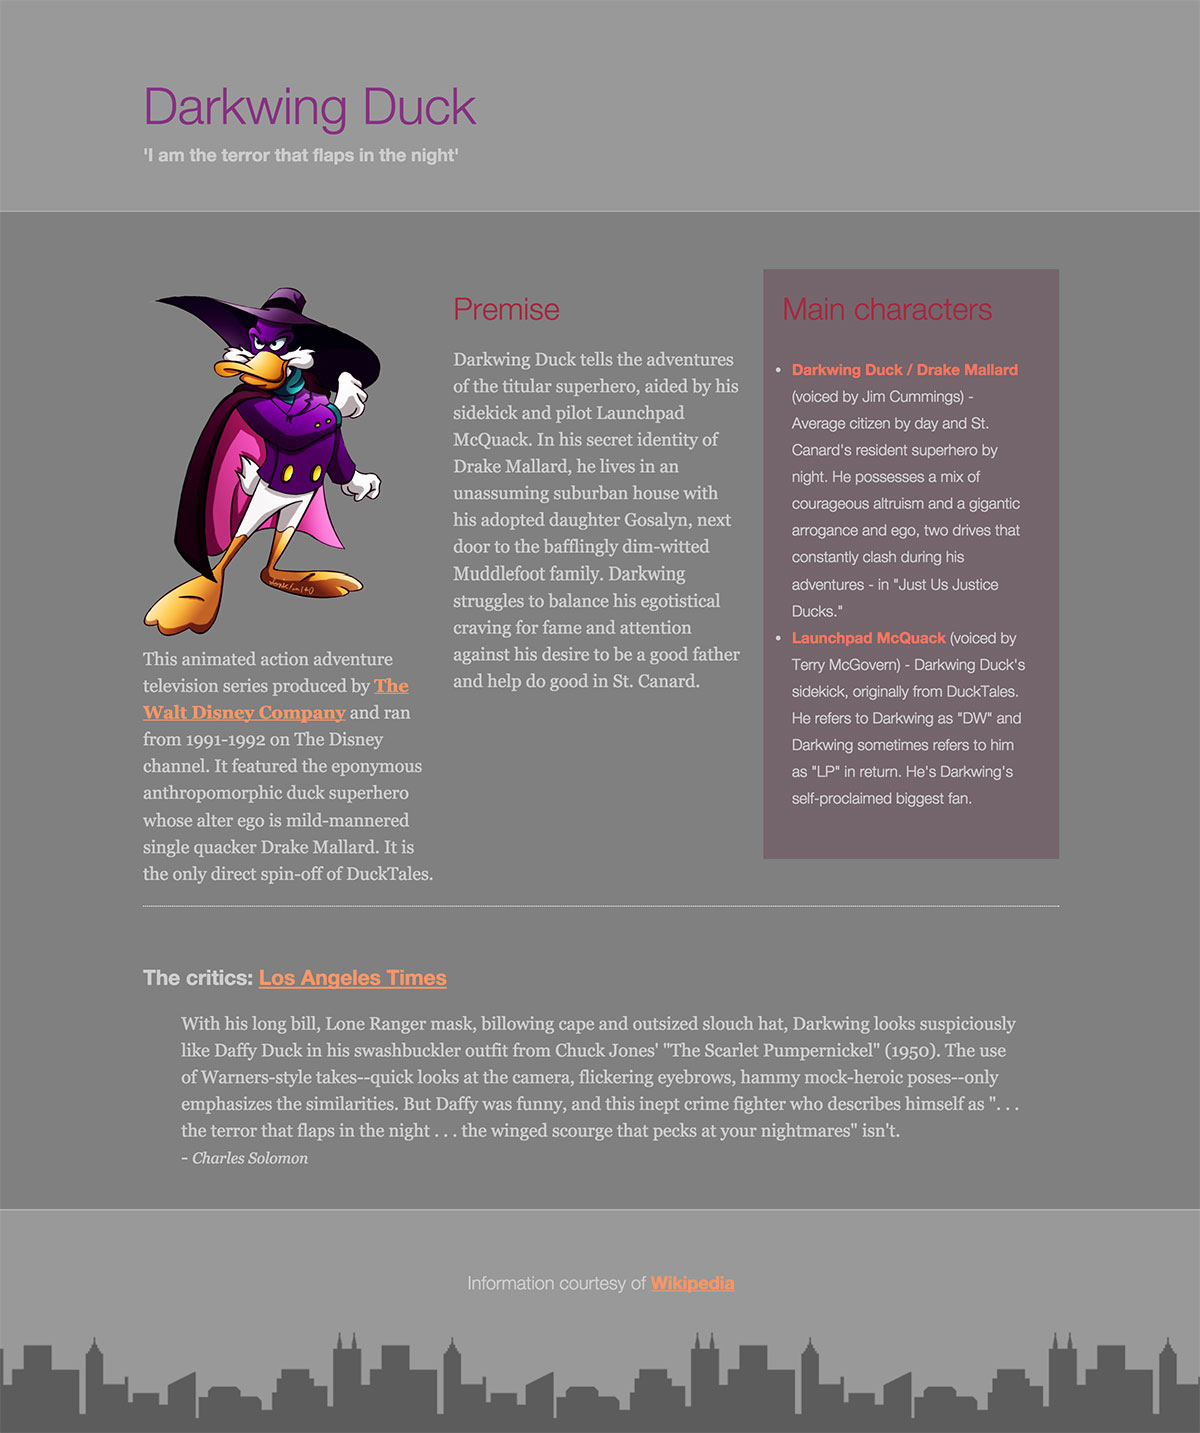 Darkwing Duck
'I am the terror that flaps in the night'
This animated action adventure
television series produced by The
Walt Disney Company and ran
from 1991-1992 on The Disney
channel. It featured the eponymous
anthropomorphic duck superhero
whose alter ego is mild-mannered
single quacker Drake Mallard. It is
the only direct spin-off of DuckTales.
Premise
Darkwing Duck tells the adventures
of the titular superhero, aided by his
sidekick and pilot Launchpad
McQuack. In his secret identity of
Drake Mallard, he lives in an
unassuming suburban house with
his adopted daughter Gosalyn, next
door to the bafflingly dim-witted
Muddlefoot family. Darkwing
struggles to balance his egotistical
craving for fame and attention
against his desire to be a good father
and help do good in St. Canard.
Main characters
• Darkwing Duck / Drake Mallard
(voiced by Jim Cummings) -
Average citizen by day and St.
Canard's resident superhero by
night. He possesses a mix of
courageous altruism and a gigantic
arrogance and ego, two drives that
constantly clash during his
adventures - in "Just Us Justice
Ducks."
• Launchpad McQuack (voiced by
Terry McGovern) - Darkwing Duck's
sidekick, originally from DuckTales.
He refers to Darkwing as "DW" and
Darkwing sometimes refers to him
as "LP" in return. He's Darkwing's
self-proclaimed biggest fan.
The critics: Los Angeles Times
With his long bill, Lone Ranger mask, billowing cape and outsized slouch hat, Darkwing looks suspiciously
like Daffy Duck in his swashbuckler outfit from Chuck Jones' "The Scarlet Pumpernickel" (1950). The use
of Warners-style takes--quick looks at the camera, flickering eyebrows, hammy mock-heroic poses--only
emphasizes the similarities. But Daffy was funny, and this inept crime fighter who describes himself as ". . .
the terror that flaps in the night . . . the winged scourge that pecks at your nightmares" isn't.
- Charles Solomon
Information courtesy of Wikipedia